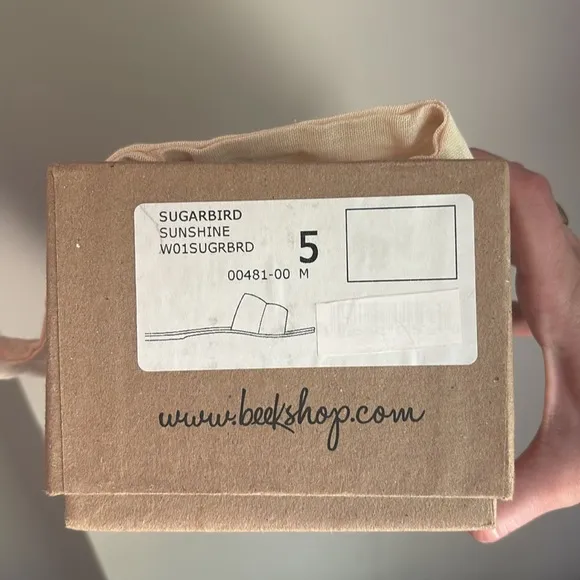 SUGARBIRD
SUNSHINE
W01SUGRBRD
5
00481-00 M
www.beekshop.com